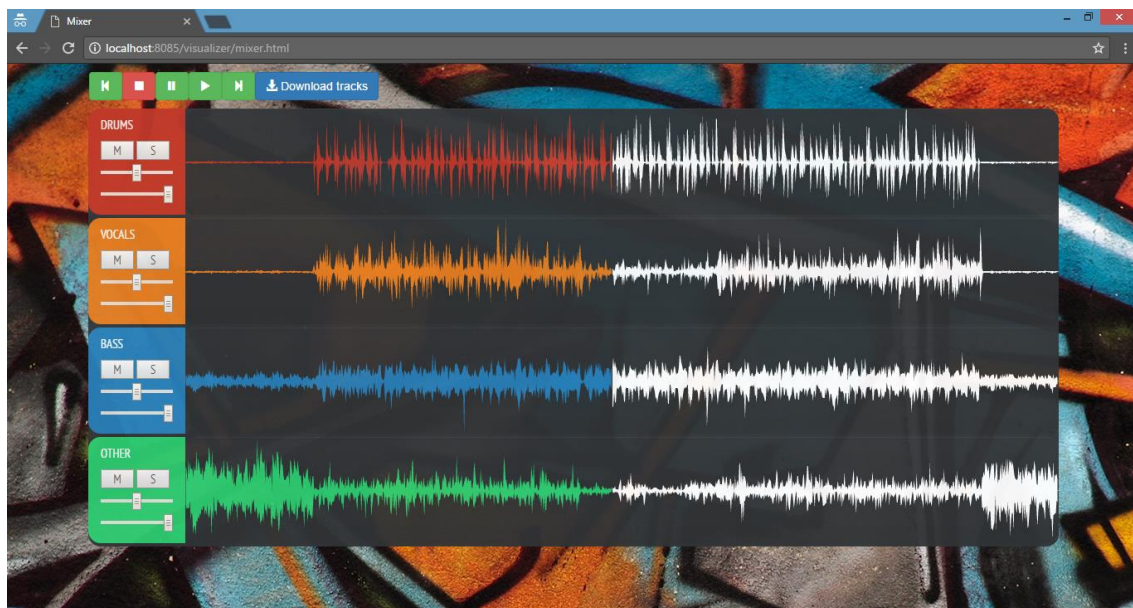 Mixer
localhost:8085/visualizer/mixer.html
Download tracks
DRUMS
M S
VOCALS
M S
BASS
M S
OTHER
M S